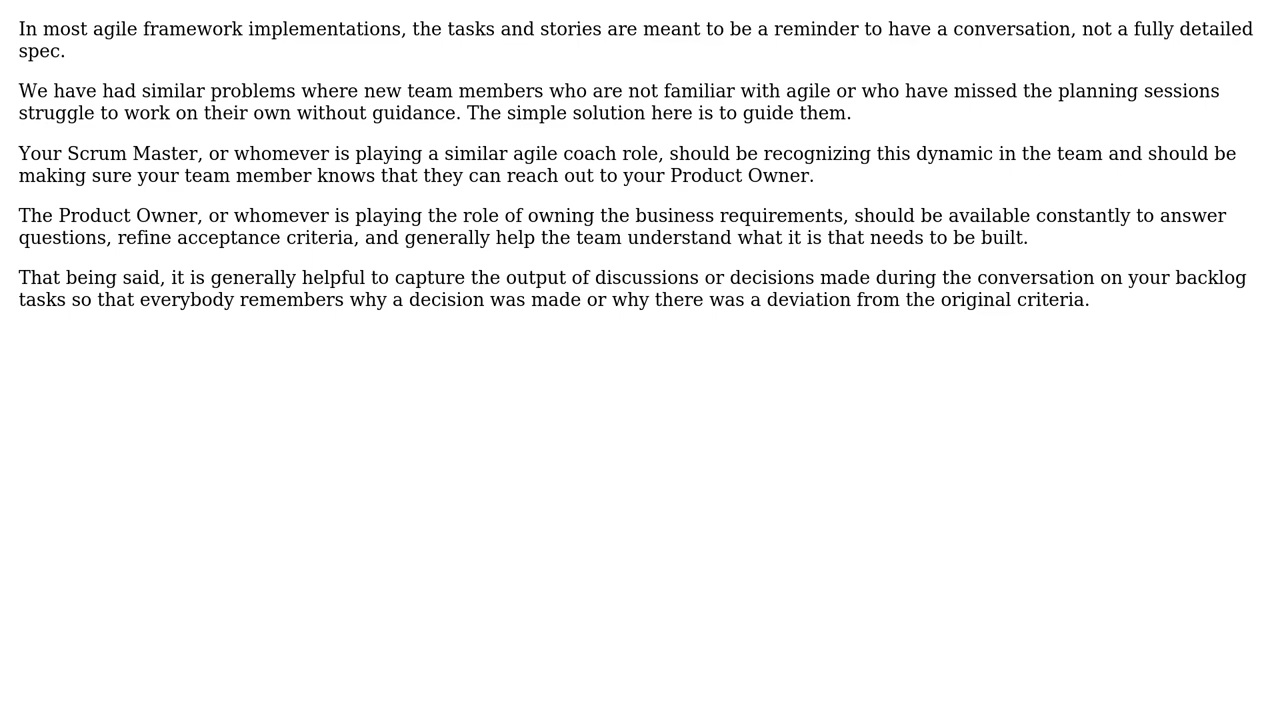 In most agile framework implementations, the tasks and stories are meant to be a reminder to have a conversation, not a fully detailed
spec.
We have had similar problems where new team members who are not familiar with agile or who have missed the planning sessions
struggle to work on their own without guidance. The simple solution here is to guide them.
Your Scrum Master, or whomever is playing a similar agile coach role, should be recognizing this dynamic in the team and should be
making sure your team member knows that they can reach out to your Product Owner.
The Product Owner, or whomever is playing the role of owning the business requirements, should be available constantly to answer
questions, refine acceptance criteria, and generally help the team understand what it is that needs to be built.
That being said, it is generally helpful to capture the output of discussions or decisions made during the conversation on your backlog
tasks so that everybody remembers why a decision was made or why there was a deviation from the original criteria.